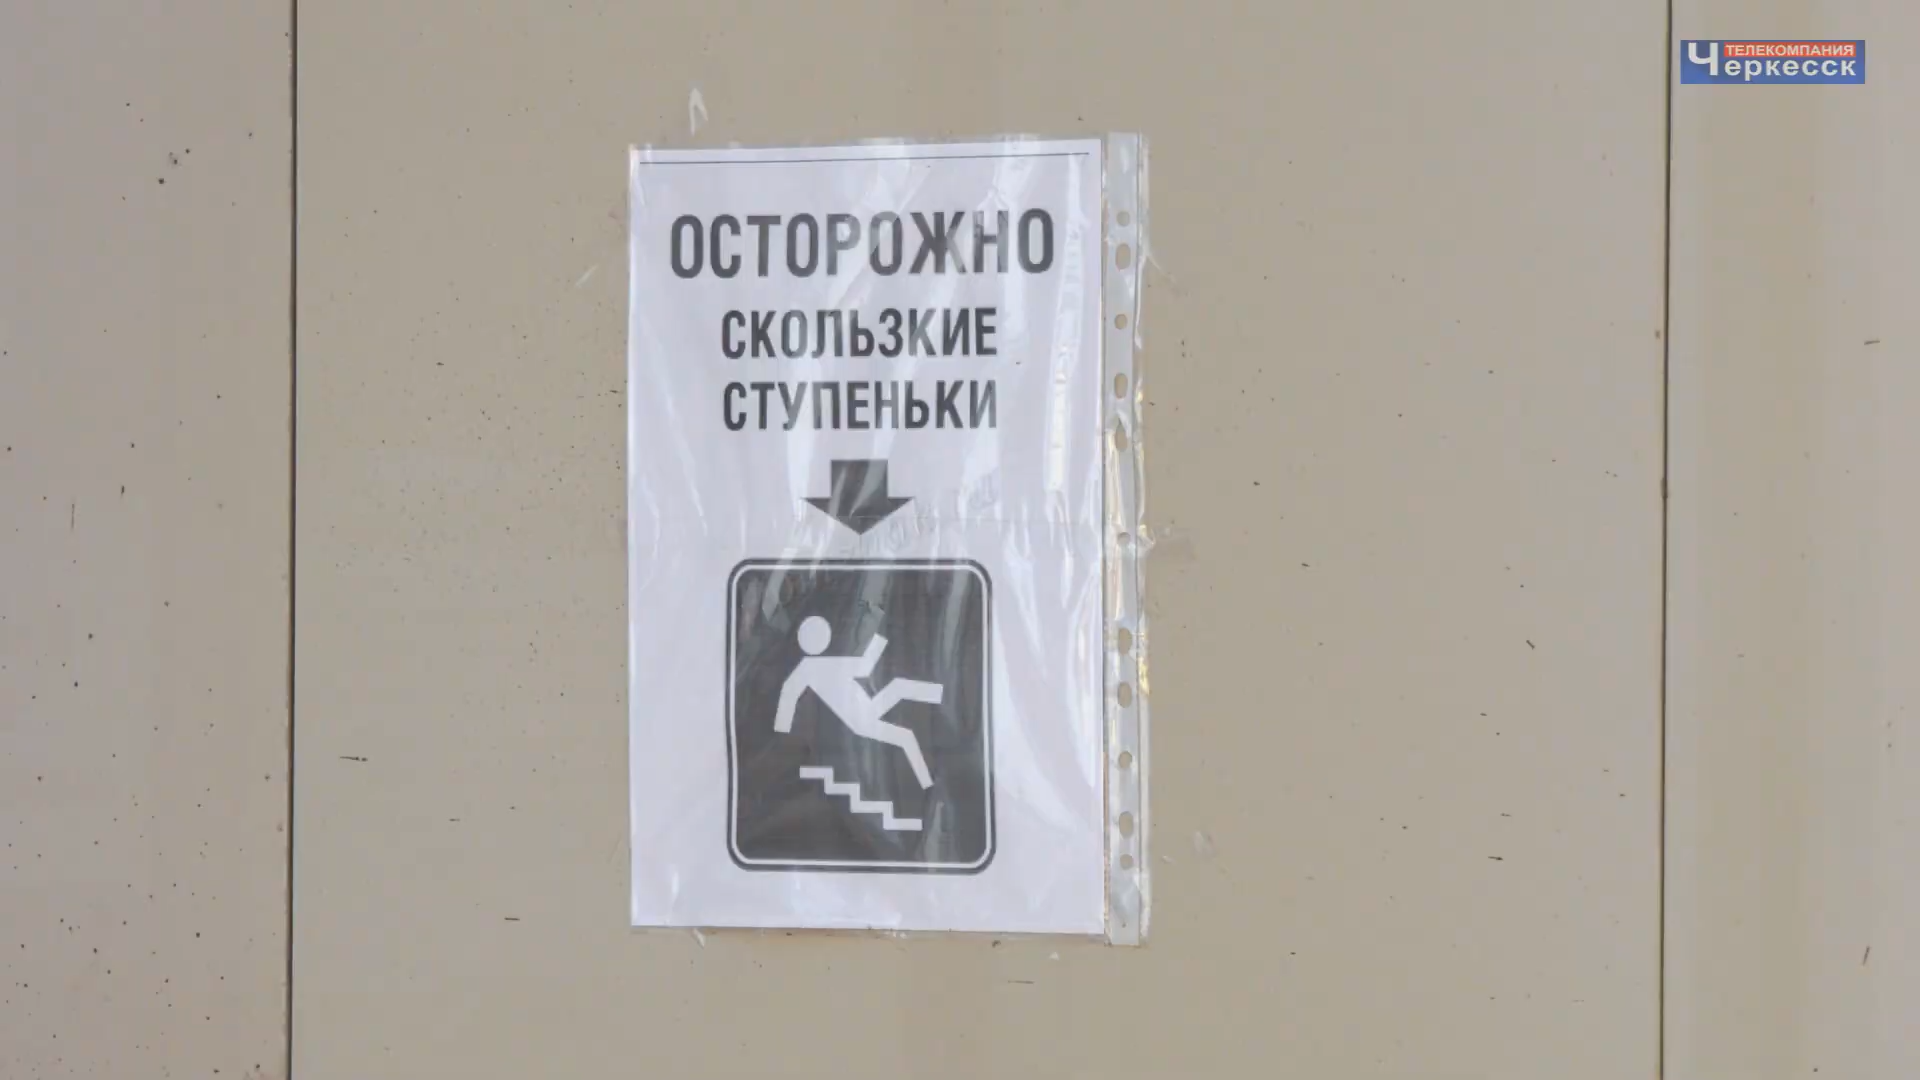 ТЕЛЕКОМПАНИЯ
Черкесск
ОСТОРОЖНО
СКОЛЬЗКИЕ
СТУПЕНЬКИ